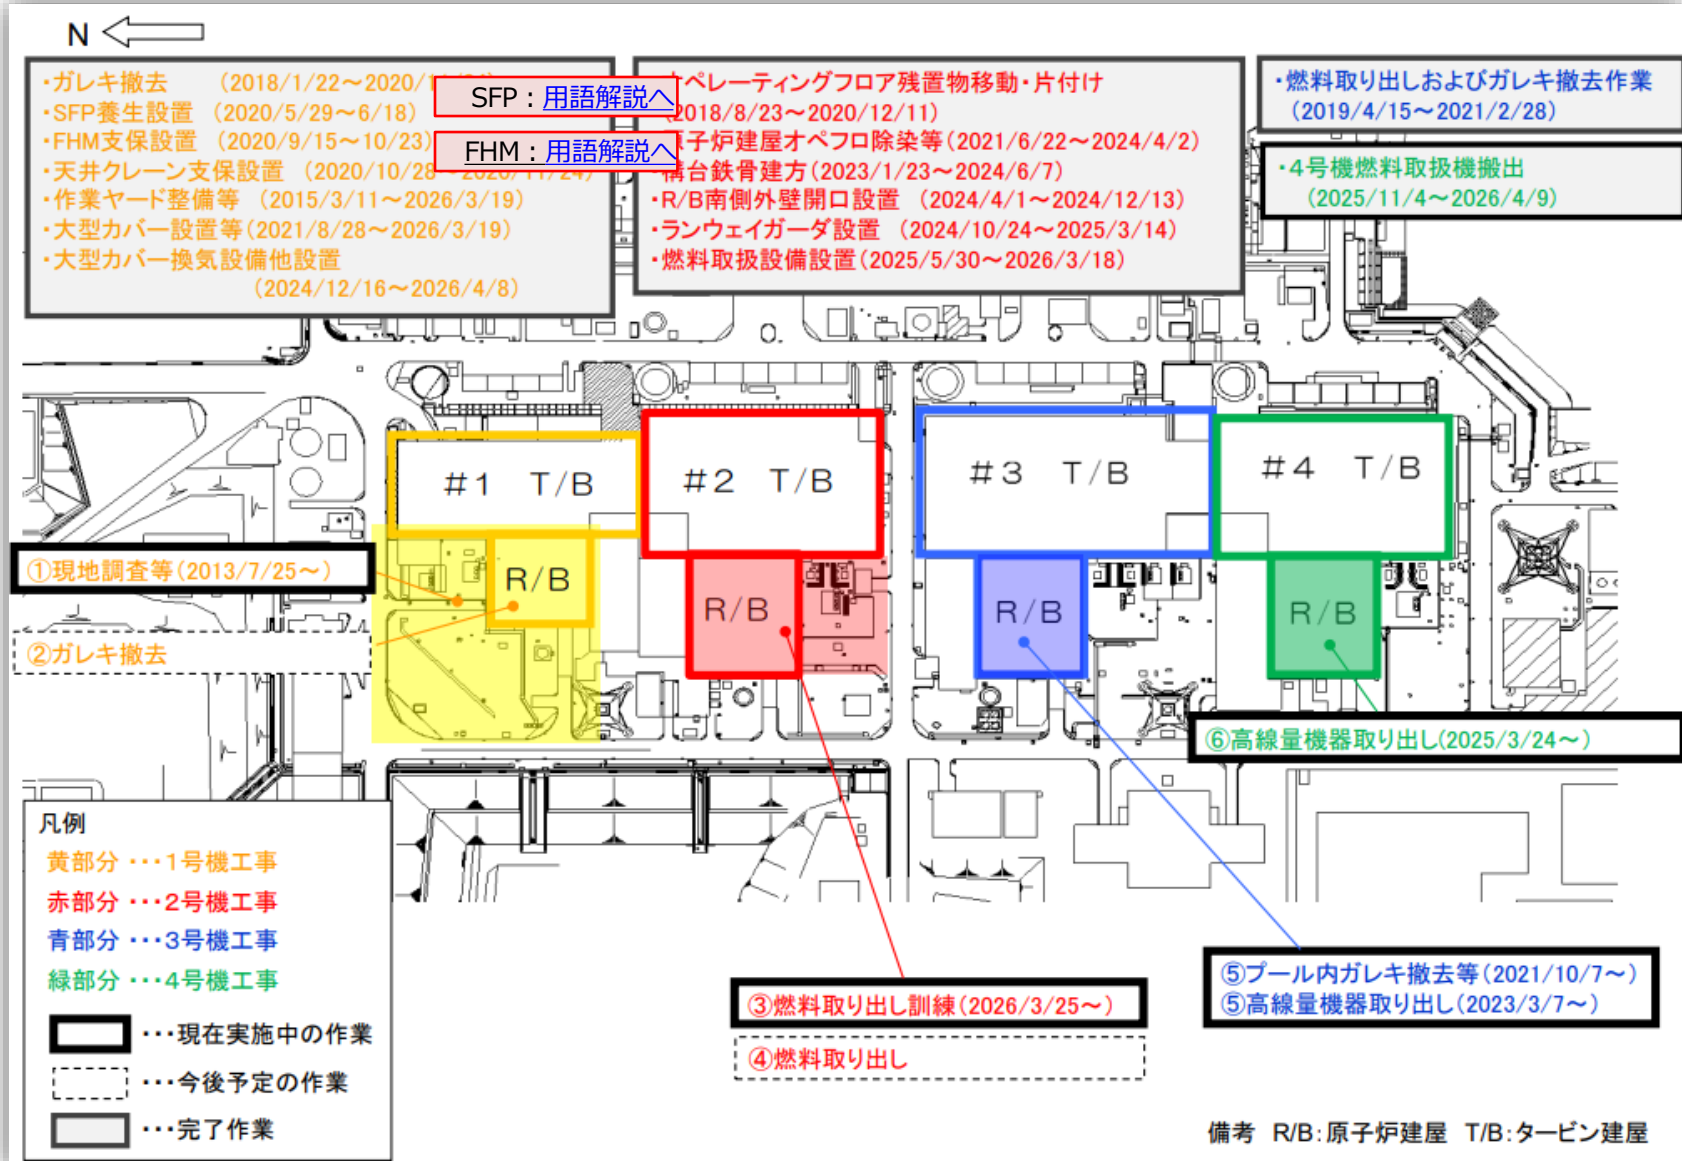 N
・ガレキ撤去 (2018/1/22～2020/1
・SFP養生設置 (2020/5/29～6/18)
・FHM支保設置 (2020/9/15～10/23)
・天井クレーン支保設置 (2020/10/28～2020/11/24)
・作業ヤード整備等 (2015/3/11～2026/3/19)
・大型カバー設置等(2021/8/28～2026/3/19)
・大型カバー換気設備他設置
(2024/12/16～2026/4/8)
SFP：用語解説へ
FHM：用語解説へ
ペレーティングフロア残置物移動・片付け
(2018/8/23～2020/12/11)
原子炉建屋オペフロ除染等(2021/6/22～2024/4/2)
・構台鉄骨建方(2023/1/23～2024/6/7)
・R/B南側外壁開口設置 (2024/4/1～2024/12/13)
・ランウェイガーダ設置 (2024/10/24～2025/3/14)
・燃料取扱設備設置(2025/5/30～2026/3/18)
・燃料取り出しおよびガレキ撤去作業
(2019/4/15～2021/2/28)
・4号機燃料取扱機搬出
(2025/11/4～2026/4/9)
#1 T/B
#2 T/B
#3 T/B
#4 T/B
R/B
R/B
R/B
R/B
①現地調査等(2013/7/25～)
②ガレキ撤去
⑥高線量機器取り出し(2025/3/24～)
凡例
黄部分 ･･･1号機工事
赤部分 ･･･2号機工事
青部分 ･･･3号機工事
緑部分 ･･･4号機工事
･･･現在実施中の作業
･･･今後予定の作業
･･･完了作業
③燃料取り出し訓練(2026/3/25～)
④燃料取り出し
⑤プール内ガレキ撤去等(2021/10/7～)
⑤高線量機器取り出し(2023/3/7～)
備考 R/B:原子炉建屋 T/B:タービン建屋